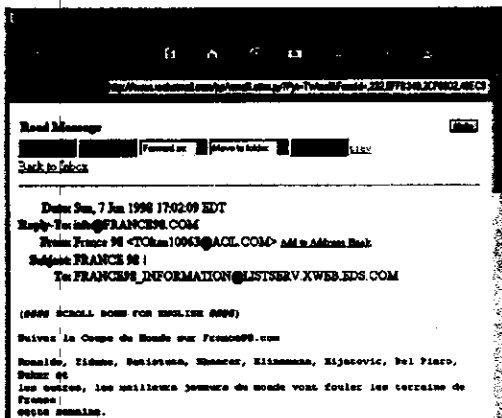 Read Message
Help
Forward as: Move to folder: Prev
Back to Inbox
Date: Sun, 7 Jun 1998 17:02:09 EDT
Reply-To: info@FRANCE98.COM
From: France 98 <TOkan10063@AOL.COM> Add to Address Book
Subject: FRANCE 98 !
To: FRANCE98_INFORMATION@LISTSERV.XWEB.EDS.COM
(#### SCROLL DOWN FOR ENGLISH ####)
Suivez la Coupe du Monde sur France98.com
Ronaldo, Zidane, Batistuta, Shearer, Klinsmann, Mijatovic, Del Piero,
Suker et
les autres, les meilleurs joueurs du monde vont fouler les terrains de
France
cette semaine.